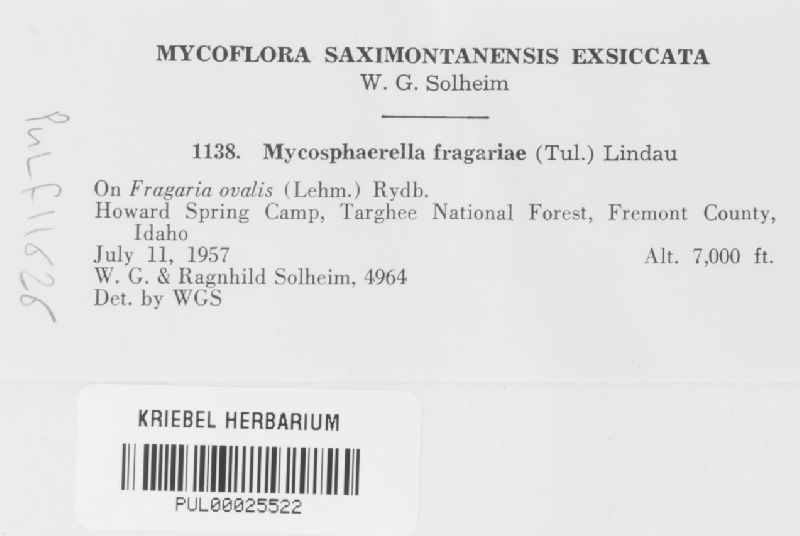 MYCOFLORA SAXIMONTANENSIS EXSICCATA
W. G. Solheim
1138. Mycosphaerella fragariae (Tul.) Lindau
On Fragaria ovalis (Lehm.) Rydb.
Howard Spring Camp, Targhee National Forest, Fremont County,
Idaho
July 11, 1957 Alt. 7,000 ft.
W. G. & Ragnhild Solheim, 4964
Det. by WGS
PULF11626
KRIEBEL HERBARIUM
PUL00025522